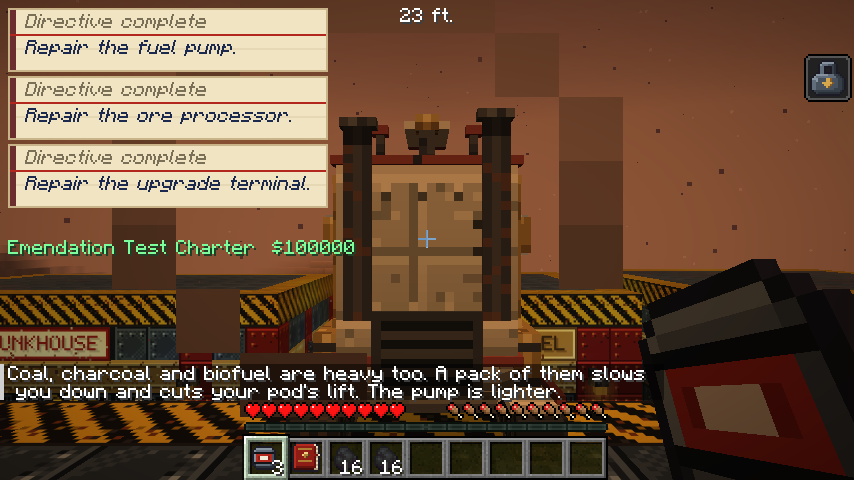 23 ft.
Directive complete
Repair the fuel pump.
Directive complete
Repair the ore processor.
Directive complete
Repair the upgrade terminal.
Emendation Test Charter $100000
UNKHOUSE
EL
Coal, charcoal and biofuel are heavy too. A pack of them slows
you down and cuts your pod's lift. The pump is lighter.
3
16
16